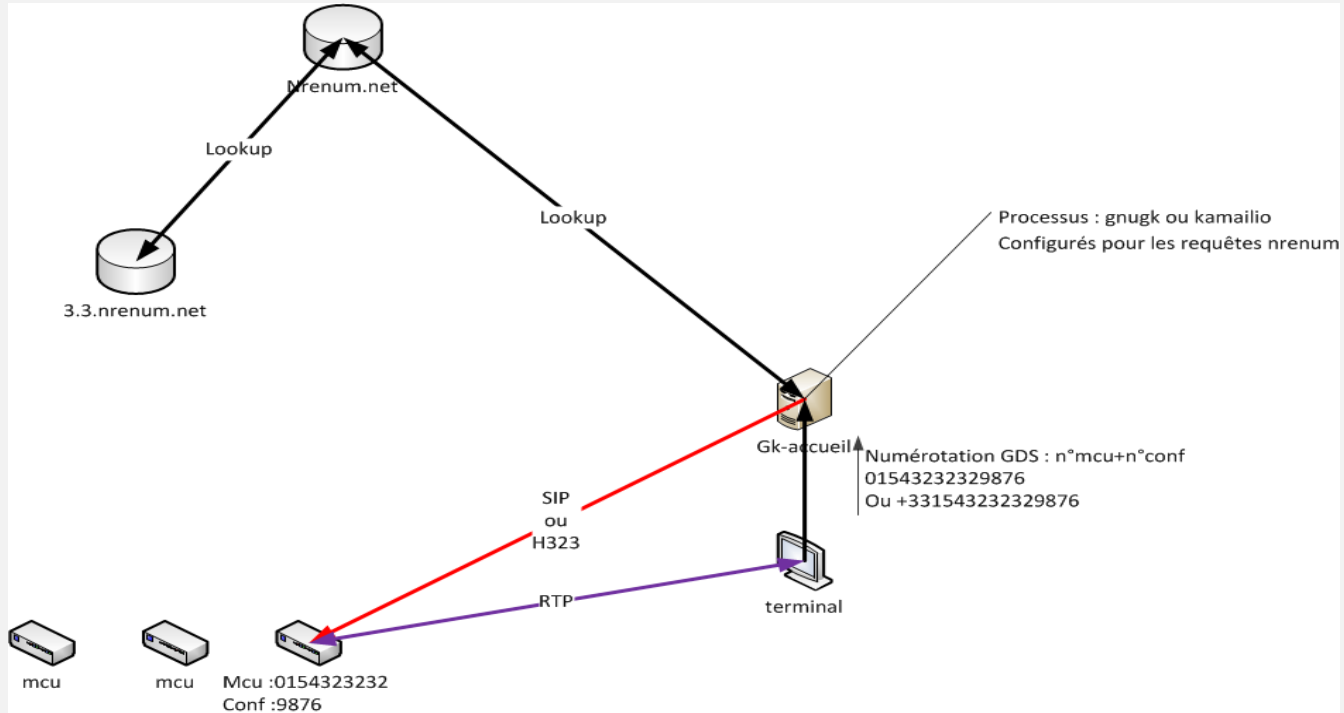 Nrenum.net
Lookup
Lookup
Processus : gnugk ou kamailio
Configurés pour les requêtes nrenum
3.3.nrenum.net
Gk-accueil
Numérotation GDS : n°mcu+n°conf
01543232329876
Ou +331543232329876
SIP
ou
H323
RTP
terminal
mcu
mcu
Mcu :0154323232
Conf :9876